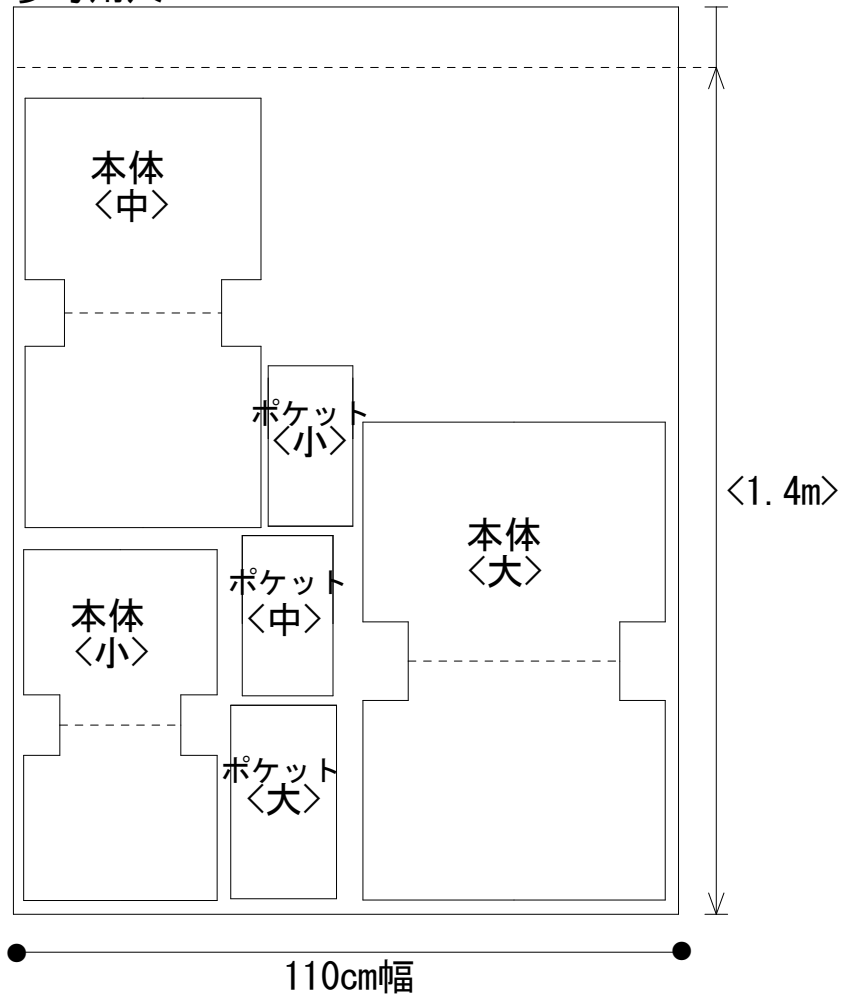 本体
<中>
ポケット
<小>
本体
<大>
<1.4m>
ポケット
<中>
本体
<小>
ポケット
<大>
110cm幅